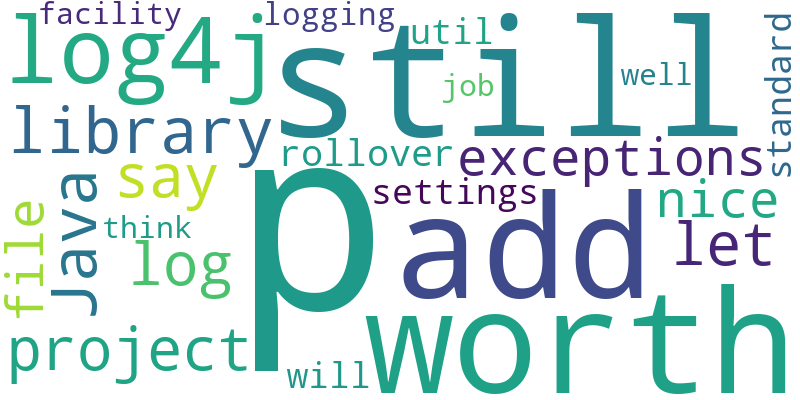 facility
logging
log4j
still
util
job
well
standard
library
rollover
exceptions
p
say
Java
settings
add
nice
file
think
log
let
worth
project
will